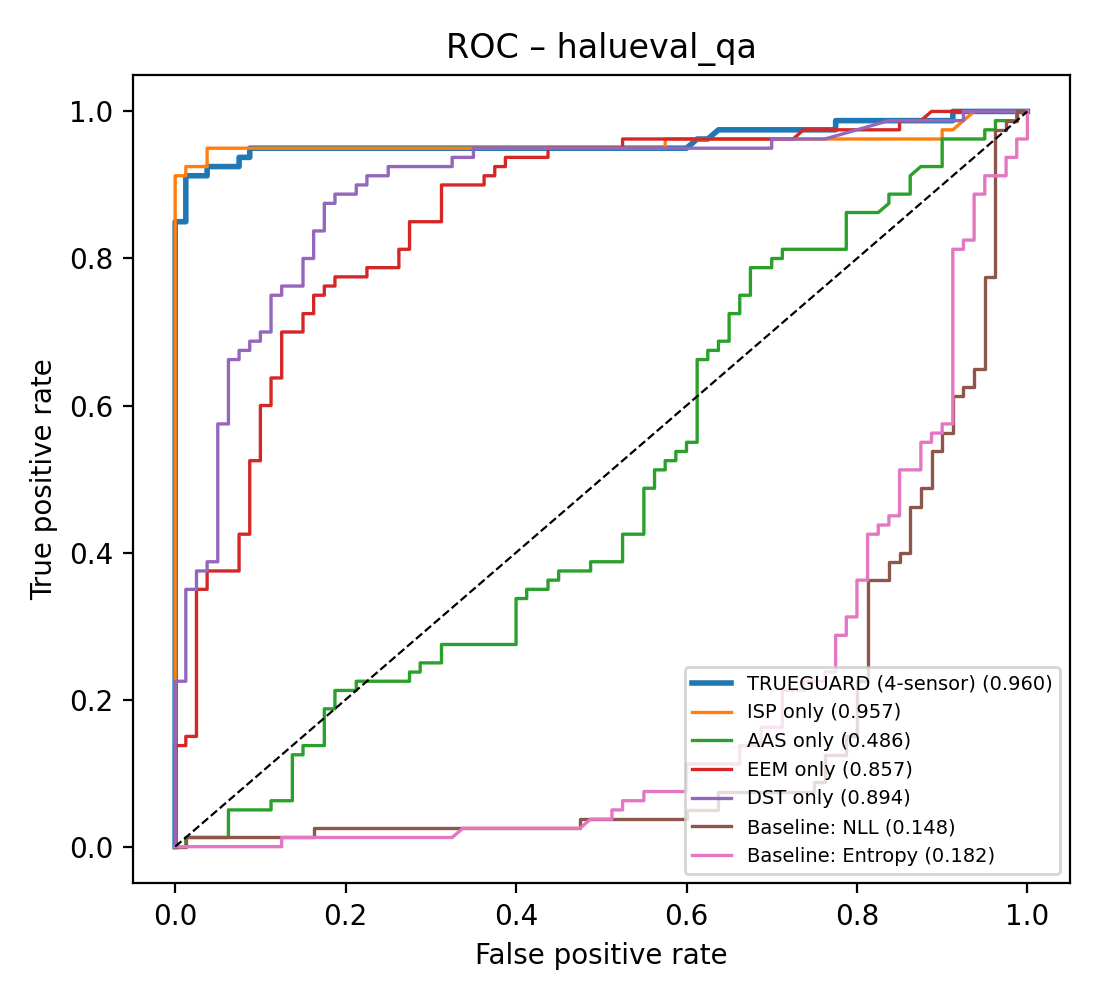 ROC – halueval_qa
True positive rate
1.0
0.8
0.6
0.4
0.2
0.0
TRUEGUARD (4-sensor) (0.960)
ISP only (0.957)
AAS only (0.486)
EEM only (0.857)
DST only (0.894)
Baseline: NLL (0.148)
Baseline: Entropy (0.182)
0.0 0.2 0.4 0.6 0.8 1.0
False positive rate